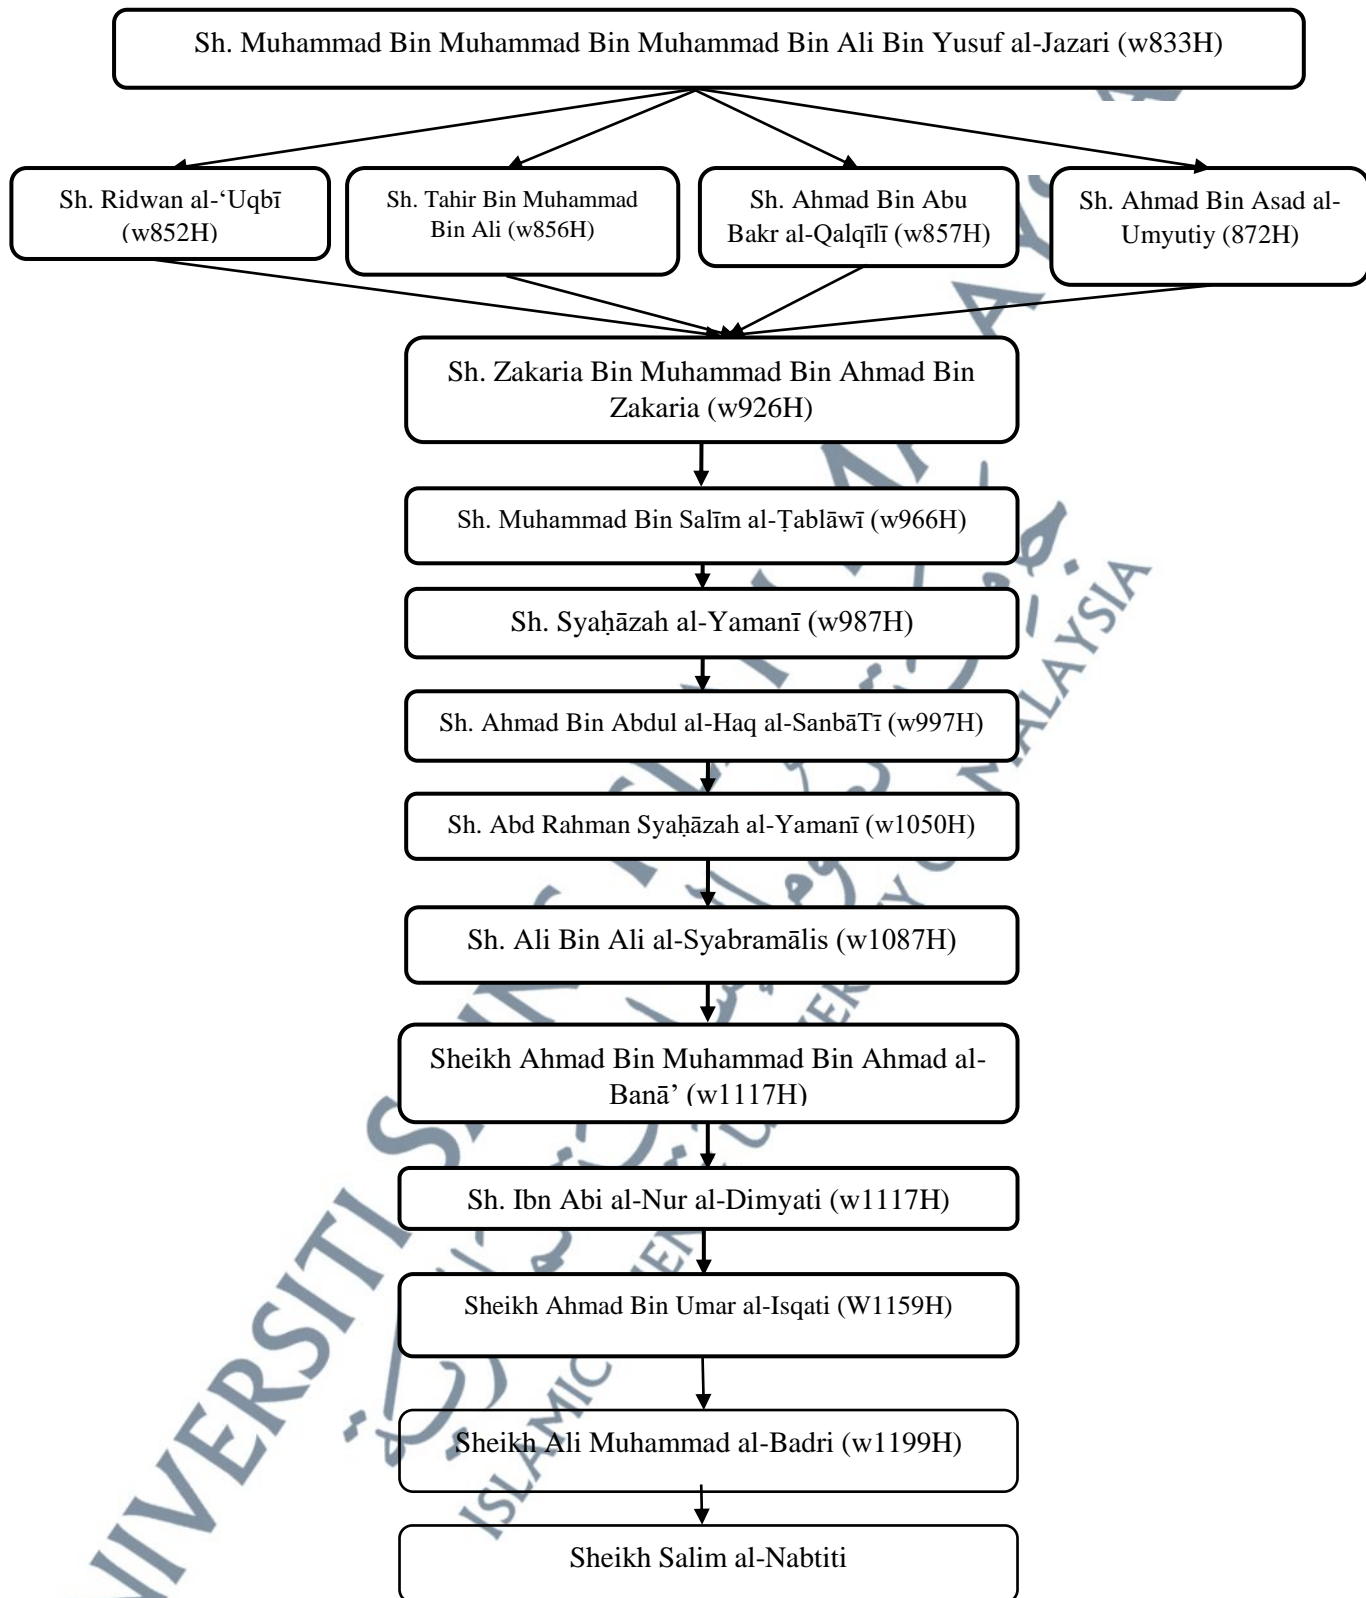 Sh. Muhammad Bin Muhammad Bin Muhammad Bin Ali Bin Yusuf al-Jazari (w833H)
Sh. Ridwan al-‘Uqbī
(w852H)
Sh. Tahir Bin Muhammad
Bin Ali (w856H)
Sh. Ahmad Bin Abu
Bakr al-Qalqīlī (w857H)
Sh. Ahmad Bin Asad al-
Umyutiy (872H)
Sh. Zakaria Bin Muhammad Bin Ahmad Bin
Zakaria (w926H)
Sh. Muhammad Bin Salīm al-Ṭablāwī (w966H)
Sh. Syaḥāzah al-Yamanī (w987H)
Sh. Ahmad Bin Abdul al-Haq al-SanbāTī (w997H)
Sh. Abd Rahman Syaḥāzah al-Yamanī (w1050H)
Sh. Ali Bin Ali al-Syabramālis (w1087H)
Sheikh Ahmad Bin Muhammad Bin Ahmad al-
Banā’ (w1117H)
Sh. Ibn Abi al-Nur al-Dimyati (w1117H)
Sheikh Ahmad Bin Umar al-Isqati (W1159H)
Sheikh Ali Muhammad al-Badri (w1199H)
Sheikh Salim al-Nabtiti